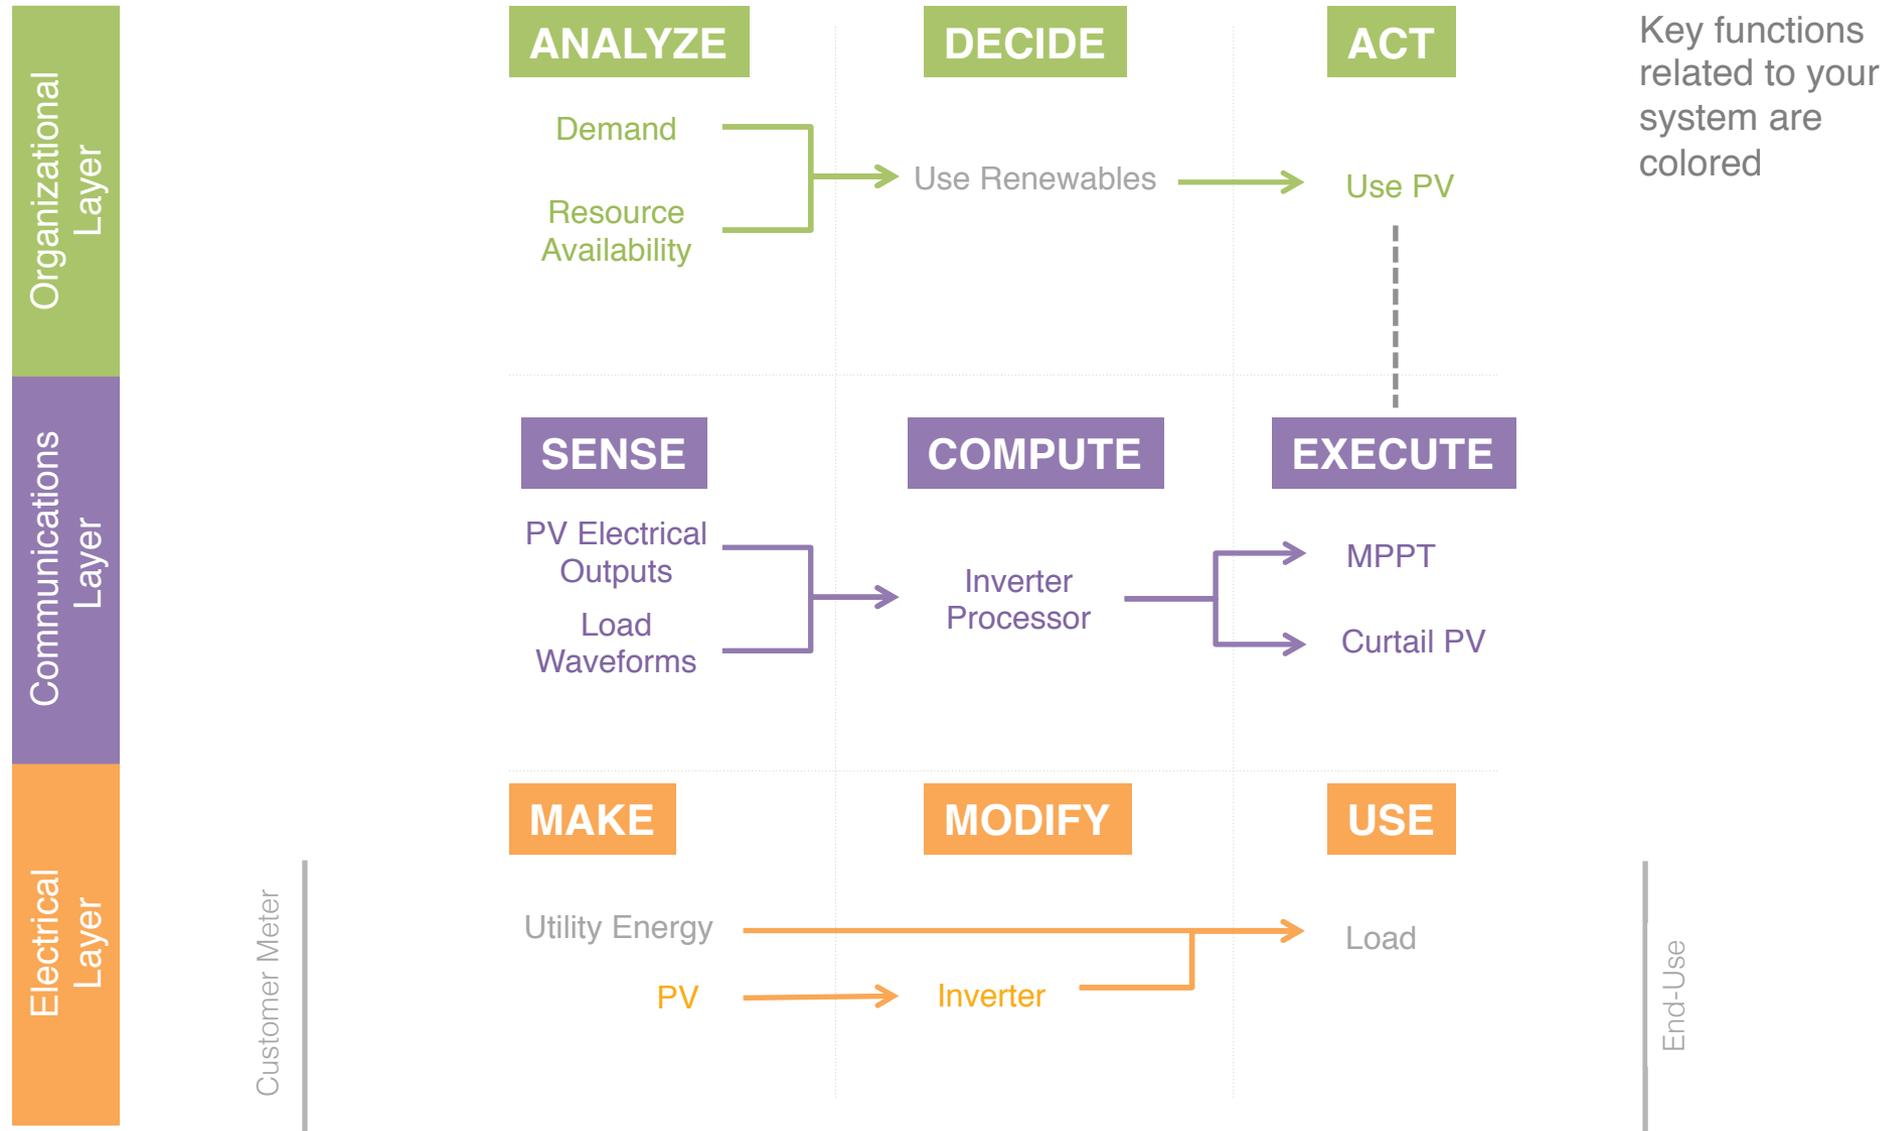 Organizational
Layer
ANALYZE
DECIDE
ACT
Key functions
related to your
system are
colored
Demand
Resource
Availability
Use Renewables
Use PV
Communications
Layer
SENSE
COMPUTE
EXECUTE
PV Electrical
Outputs
Load
Waveforms
Inverter
Processor
MPPT
Curtail PV
Electrical
Layer
MAKE
MODIFY
USE
Customer Meter
Utility Energy
Load
PV
Inverter
End-Use